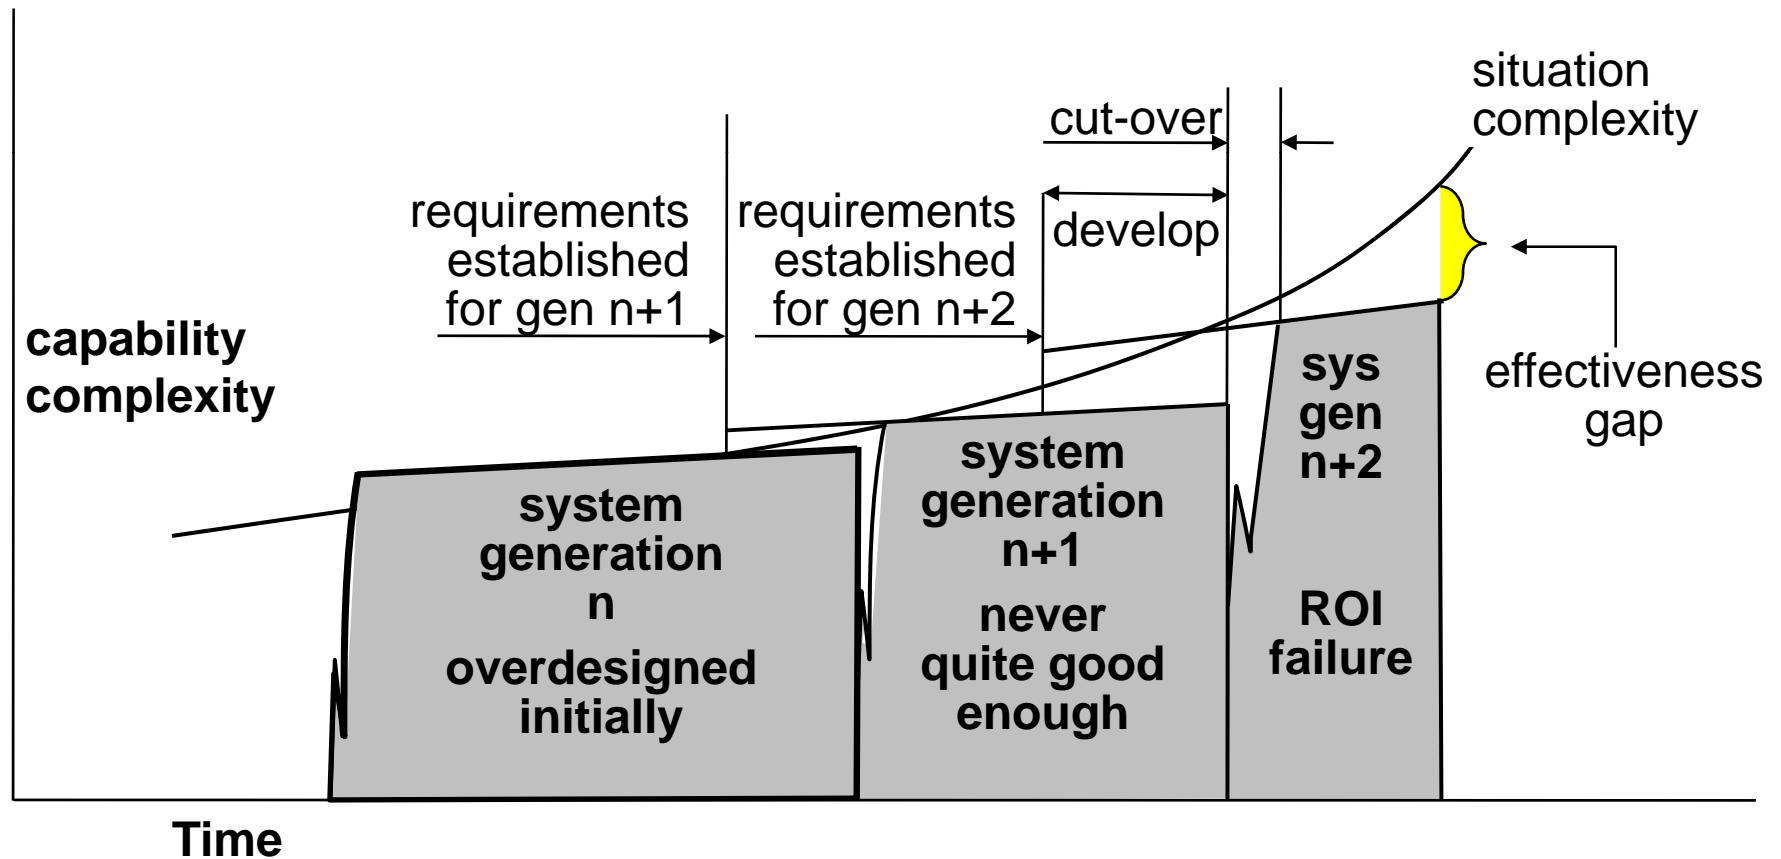 situation
complexity
cut-over
requirements
established
for gen n+1
requirements
established
for gen n+2
develop
capability
complexity
effectiveness
gap
sys
gen
n+2
ROI
failure
system
generation
n+1
never
quite good
enough
system
generation
n
overdesigned
initially
Time